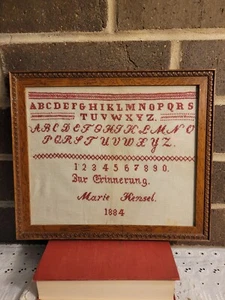 ABCDEFGHIKLMNOPQRS
TUVWXYZ.
ABCDEFGHIKLMNO
PQRSTUVWXYZ.
1234567890.
Zur Erinnerung.
Marie Hensel.
1884